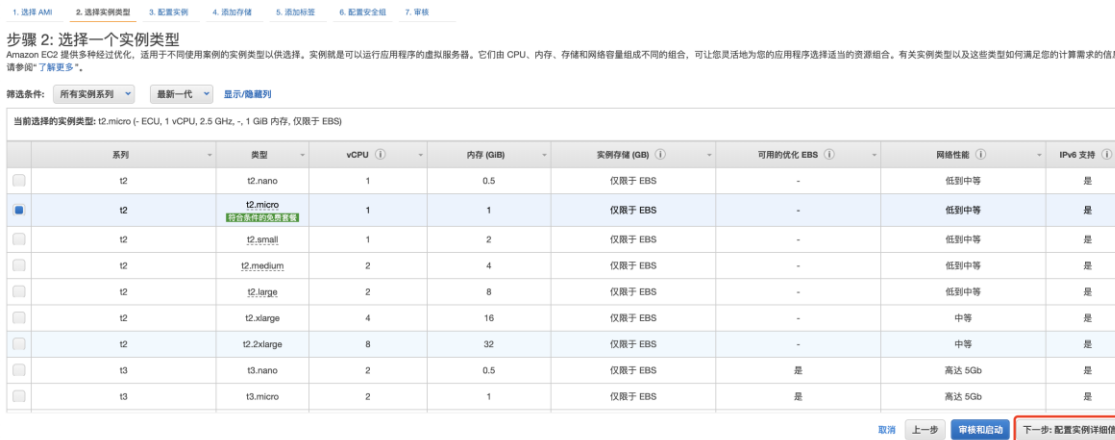 1. 选择 AMI 2. 选择实例类型 3. 配置实例 4. 添加存储 5. 添加标签 6. 配置安全组 7. 审核
步骤 2: 选择一个实例类型
Amazon EC2 提供多种经过优化，适用于不同使用案例的实例类型以供选择。实例就是可以运行应用程序的虚拟服务器。它们由 CPU、内存、存储和网络容量组成不同的组合，可让您灵活地为您的应用程序选择适当的资源组合。有关实例类型以及这些类型如何满足您的计算需求的信息
请参阅"了解更多"。
筛选条件: 所有实例系列 最新一代 显示/隐藏列
当前选择的实例类型: t2.micro (- ECU, 1 vCPU, 2.5 GHz, -, 1 GiB 内存, 仅限于 EBS)
系列 类型 vCPU 内存 (GiB) 实例存储 (GB) 可用的优化 EBS 网络性能 IPv6 支持
t2 t2.nano 1 0.5 仅限于 EBS - 低到中等 是
t2 t2.micro 1 1 仅限于 EBS - 低到中等 是
符合条件的免费套餐
t2 t2.small 1 2 仅限于 EBS - 低到中等 是
t2 t2.medium 2 4 仅限于 EBS - 低到中等 是
t2 t2.large 2 8 仅限于 EBS - 低到中等 是
t2 t2.xlarge 4 16 仅限于 EBS - 中等 是
t2 t2.2xlarge 8 32 仅限于 EBS - 中等 是
t3 t3.nano 2 0.5 仅限于 EBS 是 高达 5Gb 是
t3 t3.micro 2 1 仅限于 EBS 是 高达 5Gb 是
取消 上一步 审核和启动 下一步: 配置实例详细信